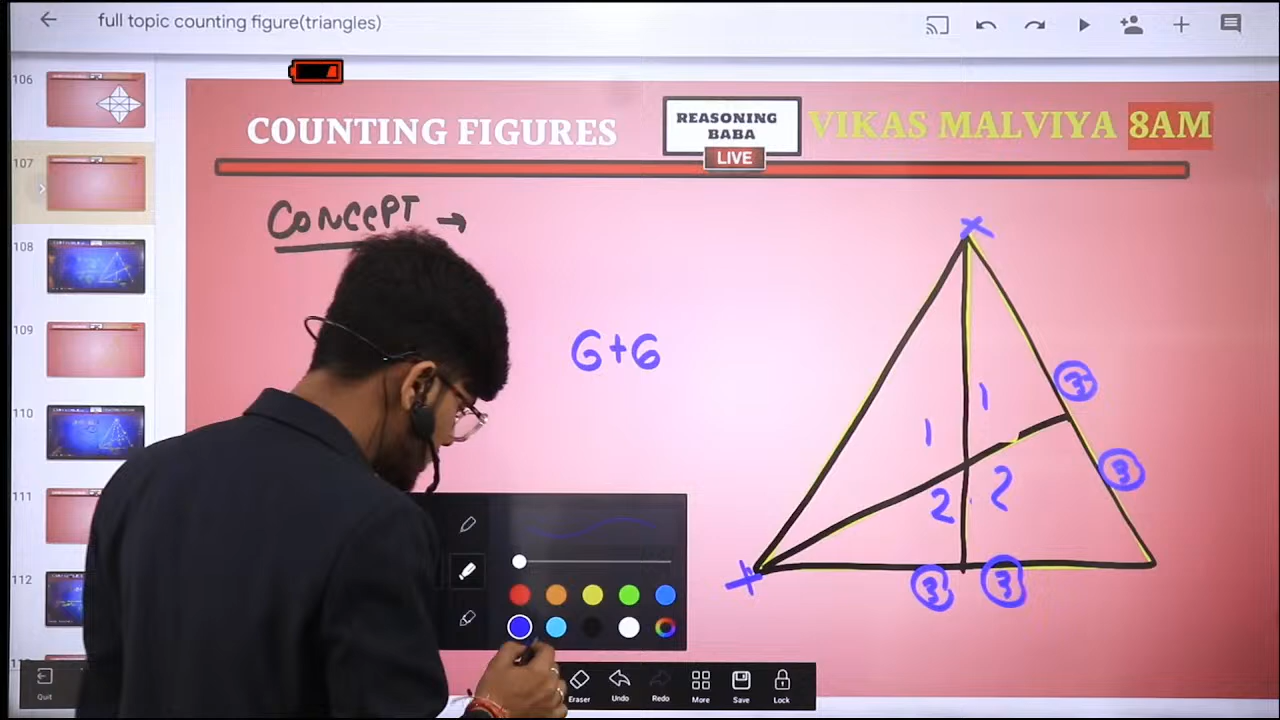 full topic counting figure(triangles)
106
107
108
109
110
111
112
COUNTING FIGURES
REASONING
BABA
LIVE
VIKAS MALVIYA 8AM
CONCEPT →
6+6
1
1
2
2
3
3
3
3
Quit
Eraser
Undo
Redo
More
Save
Lock